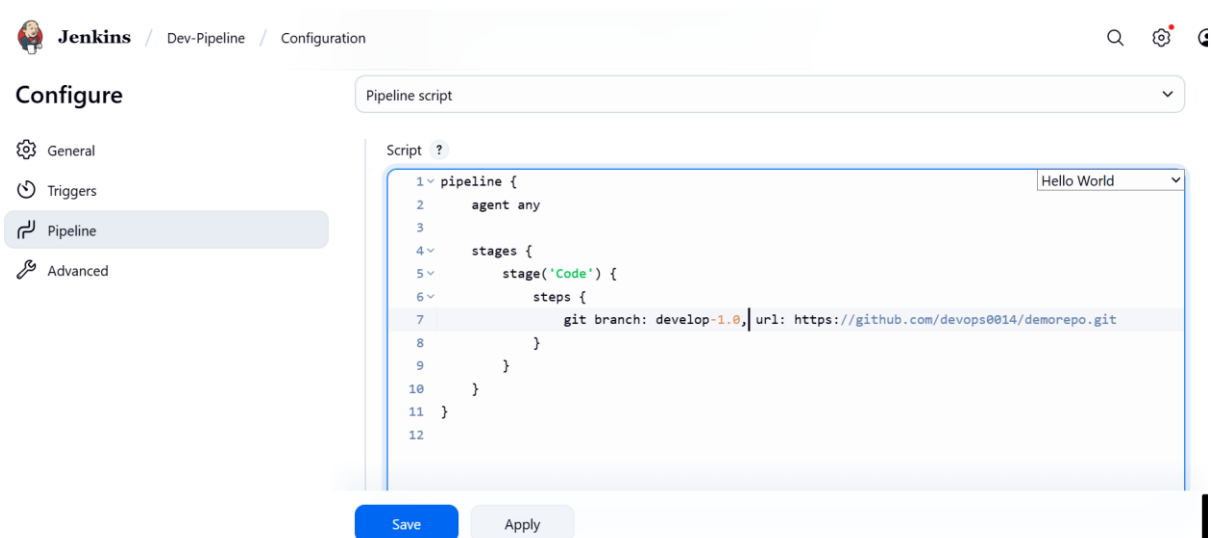 Jenkins / Dev-Pipeline / Configuration
Configure
General
Triggers
Pipeline
Advanced
Pipeline script
Script ?
Hello World
1 pipeline {
2 agent any
3
4 stages {
5 stage('Code') {
6 steps {
7 git branch: develop-1.0, url: https://github.com/devops0014/demorepo.git
8 }
9 }
10 }
11 }
12
Save
Apply